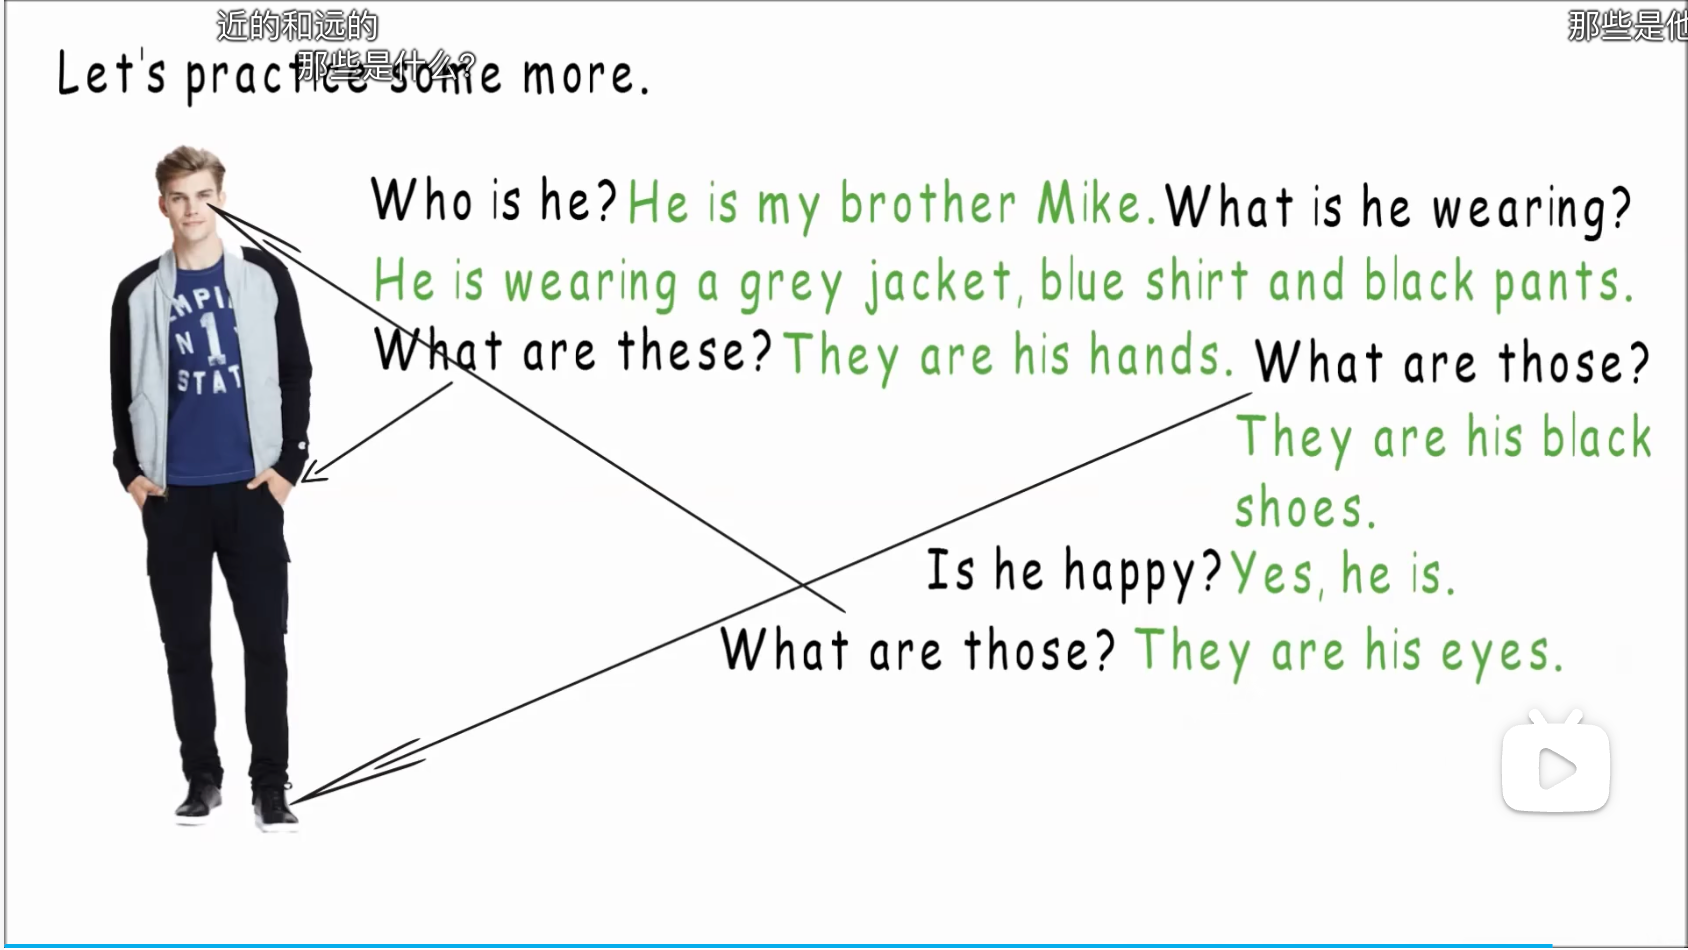 近的和远的
那些是他
那些是什么?
Let's practice some more.
Who is he? He is my brother Mike. What is he wearing?
He is wearing a grey jacket, blue shirt and black pants.
What are these? They are his hands. What are those?
They are his black
shoes.
Is he happy? Yes, he is.
What are those? They are his eyes.
MPI
N 1
STAT